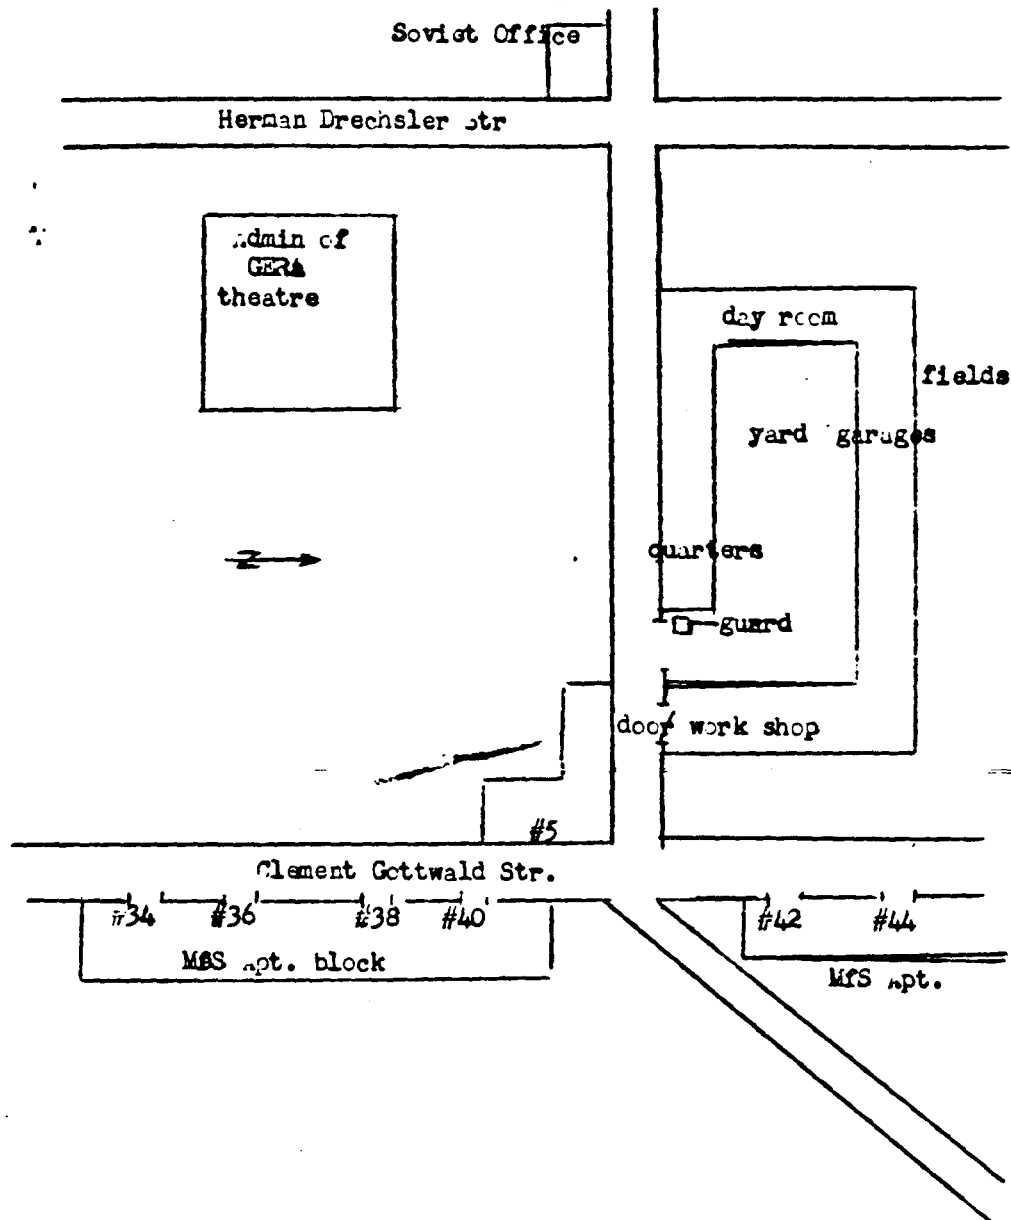 Soviet Office
Herman Drechsler Str
Admin of
GERA
theatre
day room
fields
yard garages
N
quarters
guard
door work shop
#5
Clement Gottwald Str.
#34 #36 #38 #40 #42 #44
MfS Apt. block
MfS Apt.